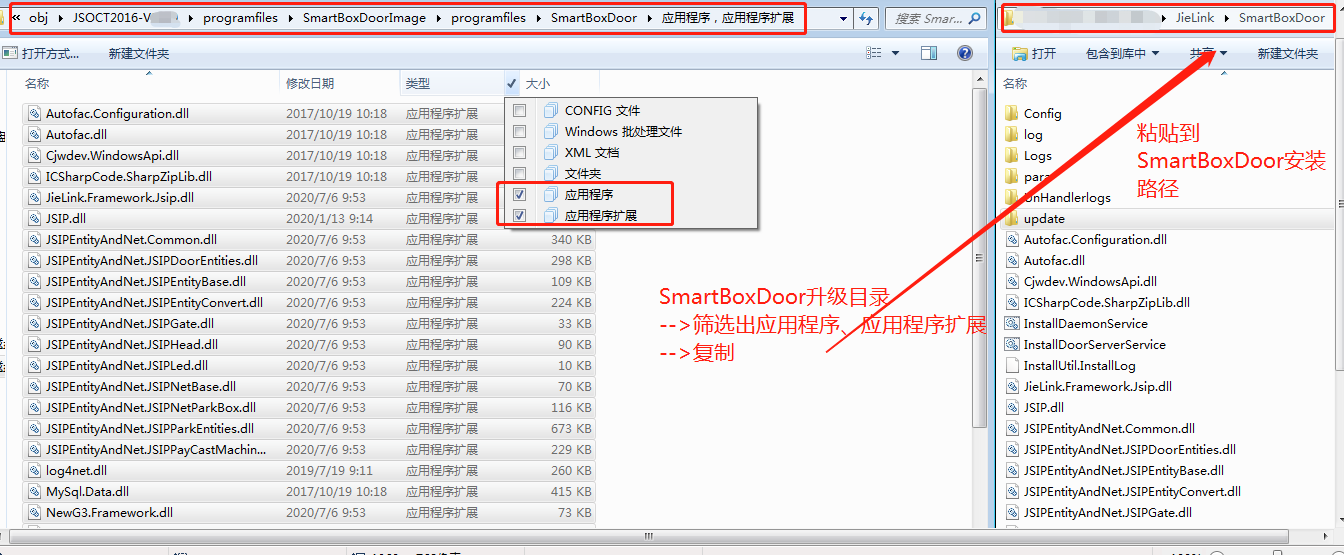 « obj ▸ JSOCT2016-V ▸ programfiles ▸ SmartBoxDoorImage ▸ programfiles ▸ SmartBoxDoor ▸ 应用程序，应用程序扩展
搜索 Smar...
JieLink ▸ SmartBoxDoor
打开方式... 新建文件夹
打开 包含到库中 共享 新建文件夹
名称 修改日期 类型 大小
Autofac.Configuration.dll 2017/10/19 10:18 应用程序扩展
Autofac.dll 2017/10/19 10:18 应用程序扩展
Cjwdev.WindowsApi.dll 2017/10/19 10:18 应用程序扩展
ICSharpCode.SharpZipLib.dll 2017/10/19 10:18 应用程序扩展
JieLink.Framework.Jsip.dll 2020/7/6 9:53 应用程序扩展
JSIP.dll 2020/1/13 9:14 应用程序扩展
JSIPEntityAndNet.Common.dll 2020/7/6 9:53 应用程序扩展 340 KB
JSIPEntityAndNet.JSIPDoorEntities.dll 2020/7/6 9:53 应用程序扩展 298 KB
JSIPEntityAndNet.JSIPEntityBase.dll 2020/7/6 9:53 应用程序扩展 109 KB
JSIPEntityAndNet.JSIPEntityConvert.dll 2020/7/6 9:53 应用程序扩展 224 KB
JSIPEntityAndNet.JSIPGate.dll 2020/7/6 9:53 应用程序扩展 33 KB
JSIPEntityAndNet.JSIPHead.dll 2020/7/6 9:53 应用程序扩展 90 KB
JSIPEntityAndNet.JSIPLed.dll 2020/7/6 9:53 应用程序扩展 10 KB
JSIPEntityAndNet.JSIPNetBase.dll 2020/7/6 9:53 应用程序扩展 70 KB
JSIPEntityAndNet.JSIPNetParkBox.dll 2020/7/6 9:53 应用程序扩展 116 KB
JSIPEntityAndNet.JSIPParkEntities.dll 2020/7/6 9:53 应用程序扩展 673 KB
JSIPEntityAndNet.JSIPPayCastMachin... 2020/7/6 9:53 应用程序扩展 229 KB
log4net.dll 2019/7/19 9:11 应用程序扩展 260 KB
MySql.Data.dll 2017/10/19 10:18 应用程序扩展 415 KB
NewG3.Framework.dll 2020/7/6 9:53 应用程序扩展 73 KB
CONFIG 文件
Windows 批处理文件
XML 文档
文件夹
应用程序
应用程序扩展
SmartBoxDoor升级目录
-->筛选出应用程序、应用程序扩展
-->复制
名称
Config
log
Logs
para
UnHandlerlogs
update
Autofac.Configuration.dll
Autofac.dll
Cjwdev.WindowsApi.dll
ICSharpCode.SharpZipLib.dll
InstallDaemonService
InstallDoorServerService
InstallUtil.InstallLog
JieLink.Framework.Jsip.dll
JSIP.dll
JSIPEntityAndNet.Common.dll
JSIPEntityAndNet.JSIPDoorEntities.dll
JSIPEntityAndNet.JSIPEntityBase.dll
JSIPEntityAndNet.JSIPEntityConvert.dll
JSIPEntityAndNet.JSIPGate.dll
粘贴到
SmartBoxDoor安装
路径